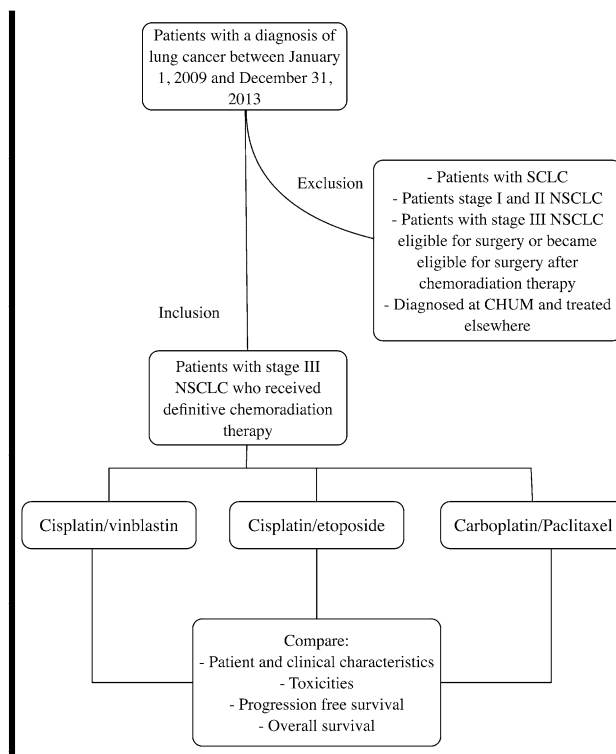 Patients with a diagnosis of
lung cancer between January
1, 2009 and December 31,
2013
Exclusion
- Patients with SCLC
- Patients stage I and II NSCLC
- Patients with stage III NSCLC
eligible for surgery or became
eligible for surgery after
chemoradiation therapy
- Diagnosed at CHUM and treated
elsewhere
Inclusion
Patients with stage III
NSCLC who received
definitive chemoradiation
therapy
Cisplatin/vinblastin
Cisplatin/etoposide
Carboplatin/Paclitaxel
Compare:
- Patient and clinical characteristics
- Toxicities
- Progression free survival
- Overall survival